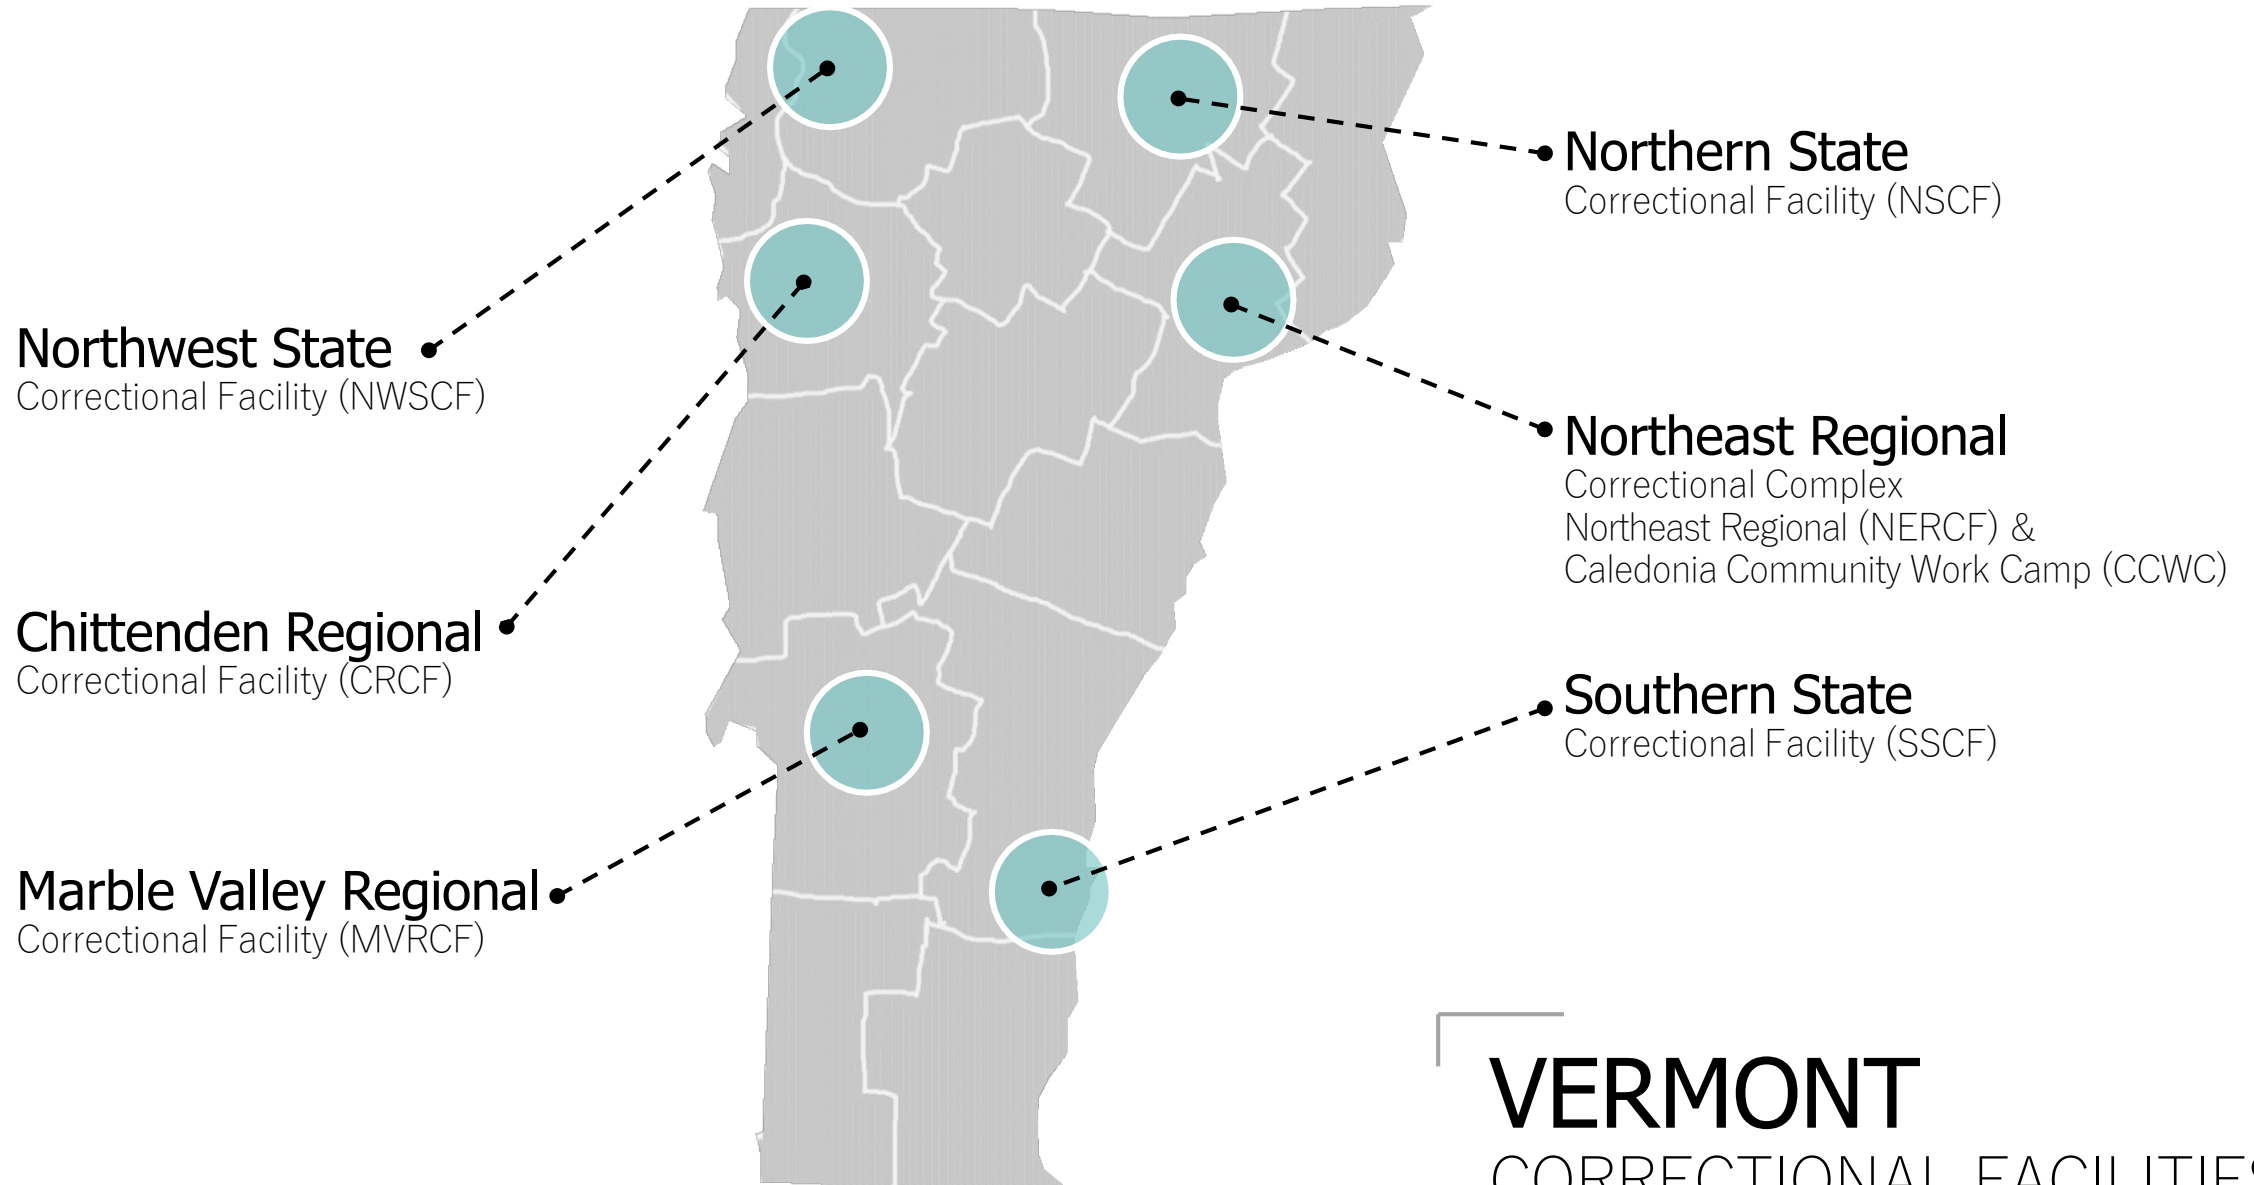 Northern State
Correctional Facility (NSCF)
Northwest State
Correctional Facility (NWSCF)
Northeast Regional
Correctional Complex
Northeast Regional (NERCF) &
Caledonia Community Work Camp (CCWC)
Chittenden Regional
Correctional Facility (CRCF)
Southern State
Correctional Facility (SSCF)
Marble Valley Regional
Correctional Facility (MVRCF)
VERMONT
CORRECTIONAL FACILITIES